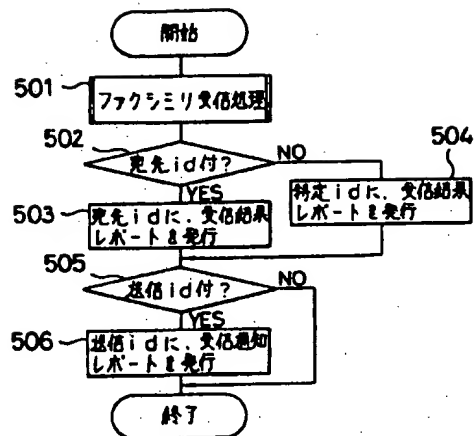 開始
501
ファクシミリ受信処理
502
宛先id付?
NO
504
YES
特定idに、受信結果
レポートを発行
503
宛先idに、受信結果
レポートを発行
505
送信id付?
NO
YES
506
送信idに、受信通知
レポートを発行
終了